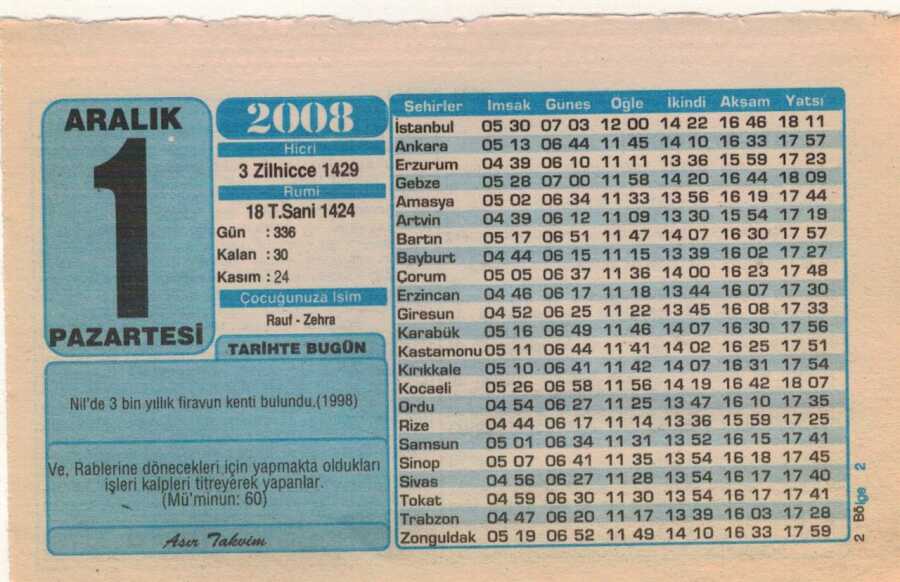 ARALIK
1
PAZARTESİ
2008
Hicri
3 Zilhicce 1429
Rumi
18 T.Sani 1424
Gün : 336
Kalan : 30
Kasım : 24
Çocuğunuza İsim
Rauf - Zehra
TARİHTE BUGÜN
Nil'de 3 bin yıllık firavun kenti bulundu.(1998)
Ve, Rablerine dönecekleri için yapmakta oldukları
işleri kalpleri titreyerek yapanlar.
(Mü'minun: 60)
Asır Takvim
Şehirler İmsak Güneş Öğle İkindi Akşam Yatsı
İstanbul 05 30 07 03 12 00 14 22 16 46 18 11
Ankara 05 13 06 44 11 45 14 10 16 33 17 57
Erzurum 04 39 06 10 11 11 13 36 15 59 17 23
Gebze 05 28 07 00 11 58 14 20 16 44 18 09
Amasya 05 02 06 34 11 33 13 56 16 19 17 44
Artvin 04 39 06 12 11 09 13 30 15 54 17 19
Bartın 05 17 06 51 11 47 14 07 16 30 17 57
Bayburt 04 44 06 15 11 15 13 39 16 02 17 27
Çorum 05 05 06 37 11 36 14 00 16 23 17 48
Erzincan 04 46 06 17 11 18 13 44 16 07 17 30
Giresun 04 52 06 25 11 22 13 45 16 08 17 33
Karabük 05 16 06 49 11 46 14 07 16 30 17 56
Kastamonu 05 11 06 44 11 41 14 02 16 25 17 51
Kırıkkale 05 10 06 41 11 42 14 07 16 31 17 54
Kocaeli 05 26 06 58 11 56 14 19 16 42 18 07
Ordu 04 54 06 27 11 25 13 47 16 10 17 35
Rize 04 44 06 17 11 14 13 36 15 59 17 25
Samsun 05 01 06 34 11 31 13 52 16 15 17 41
Sinop 05 07 06 41 11 35 13 54 16 18 17 45
Sivas 04 56 06 27 11 28 13 54 16 17 17 40
Tokat 04 59 06 30 11 30 13 54 16 17 17 41
Trabzon 04 47 06 20 11 17 13 39 16 03 17 28
Zonguldak 05 19 06 52 11 49 14 10 16 33 17 59
2 Bölge 2